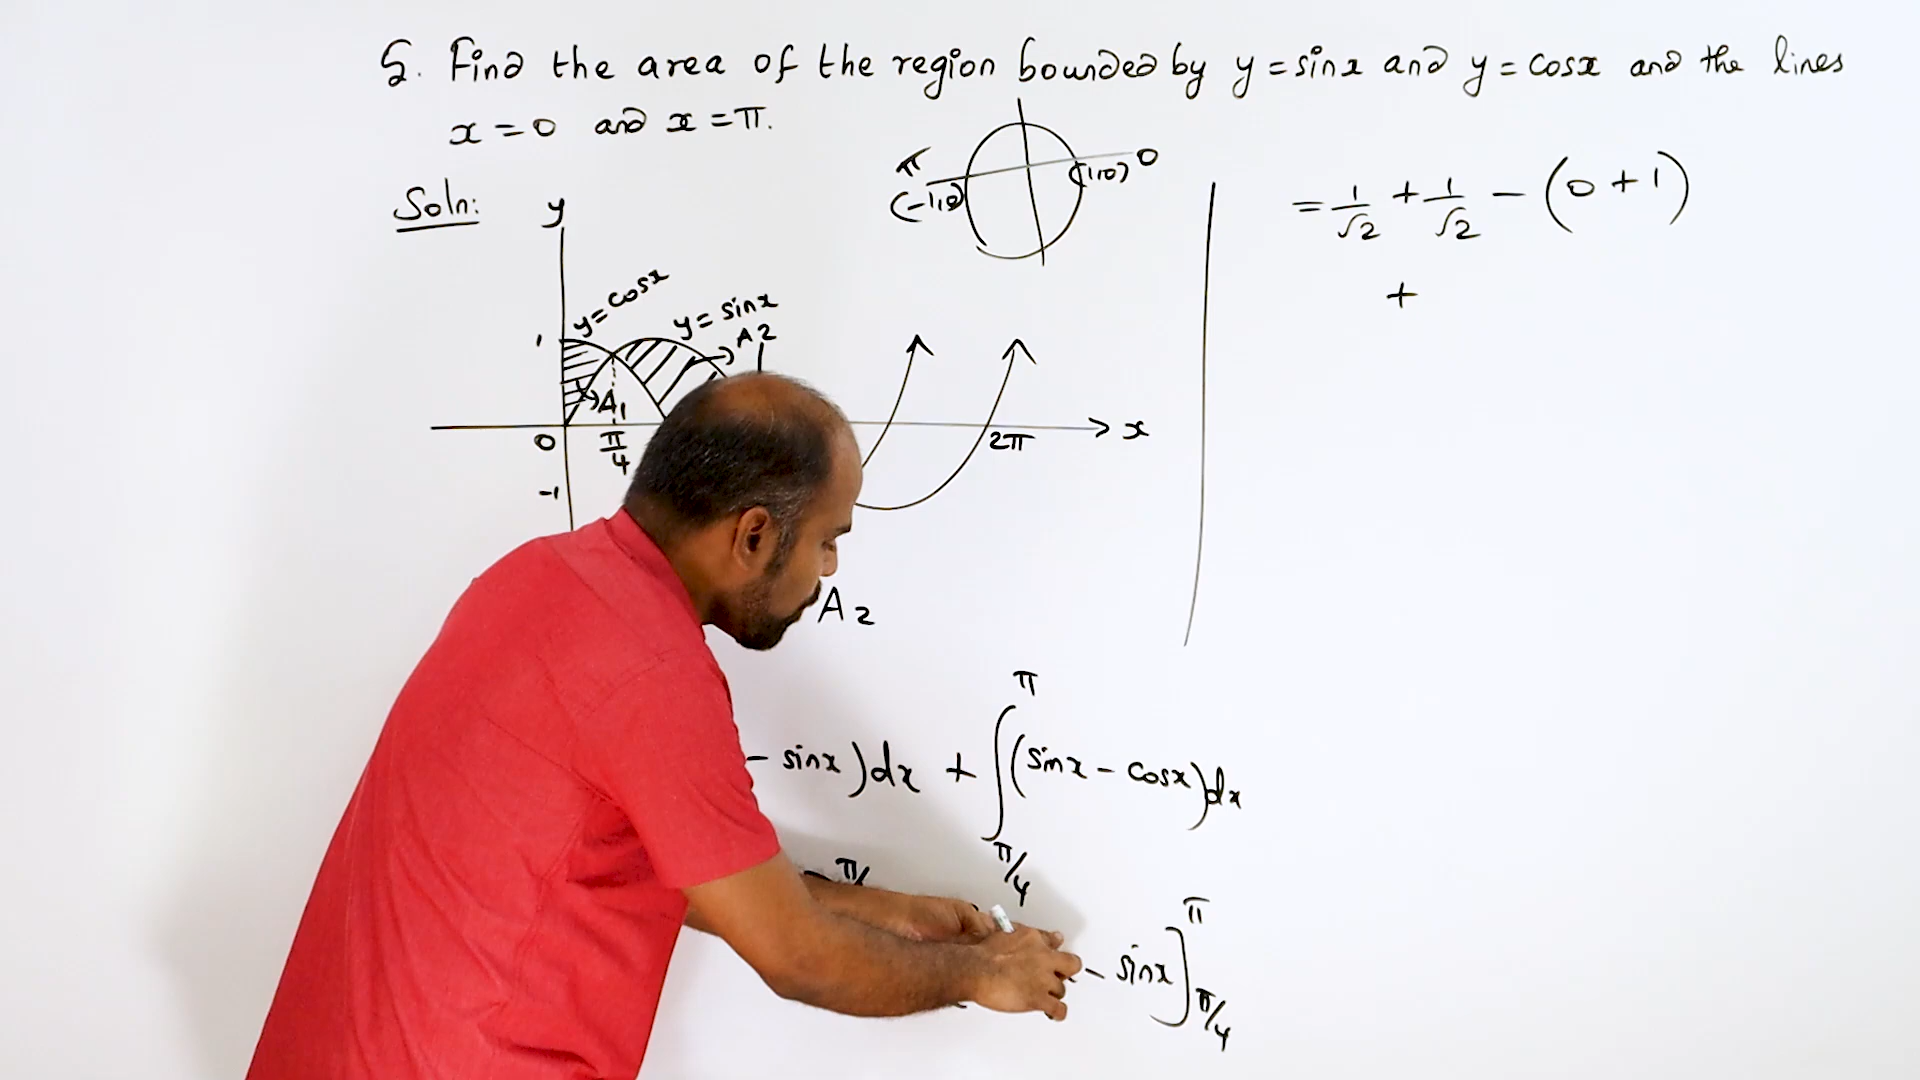 5. Find the area of the region bounded by y = sinx and y = cosx and the lines
x = 0 and x = π.
Soln:
π
(-1,0)
(1,0) 0
y
y = cosx
y = sinx
A2
1
A1
0
π/4
2π
x
-1
A2
- sinx) dx + ∫_{π/4}^{π} (sinx - cosx) dx
π/
- sinx]_{π/4}^{π}
= 1/√2 + 1/√2 - (0 + 1)
+